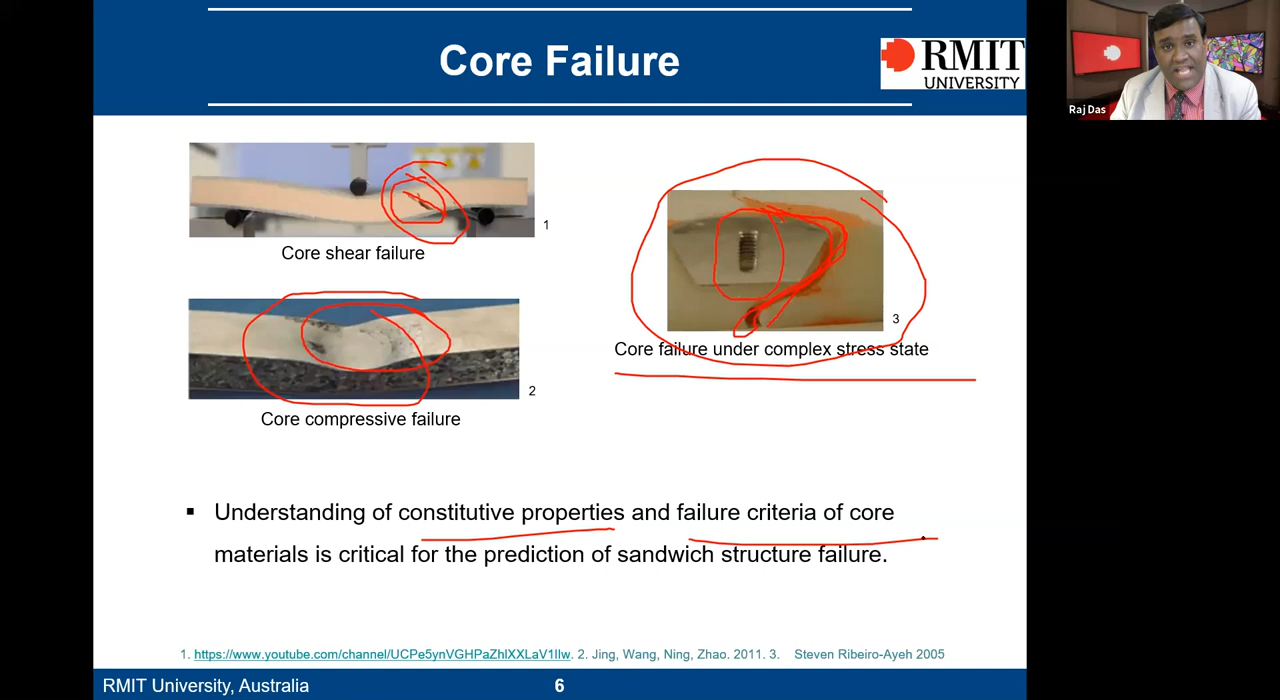 Core Failure
RMIT
UNIVERSITY
Raj Das
1
Core shear failure
2
Core compressive failure
3
Core failure under complex stress state
▪ Understanding of constitutive properties and failure criteria of core
materials is critical for the prediction of sandwich structure failure.
1. https://www.youtube.com/channel/UCPe5ynVGHPaZhlXXLaV1llw. 2. Jing, Wang, Ning, Zhao. 2011. 3. Steven Ribeiro-Ayeh 2005
RMIT University, Australia
6